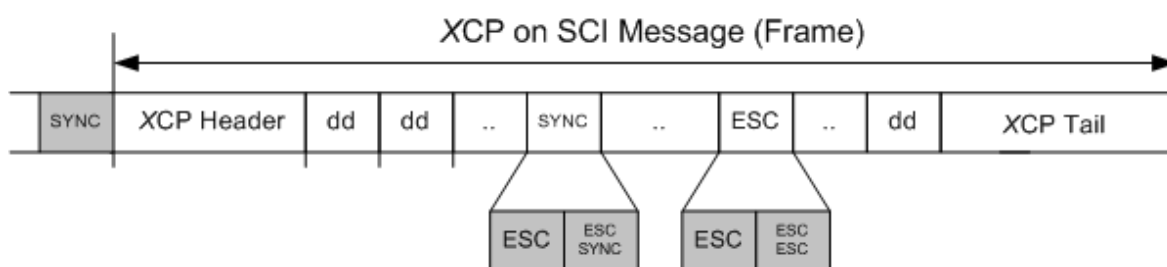 XCP on SCI Message (Frame)
SYNC XCP Header dd dd .. SYNC .. ESC .. dd XCP Tail
ESC ESC SYNC ESC ESC ESC